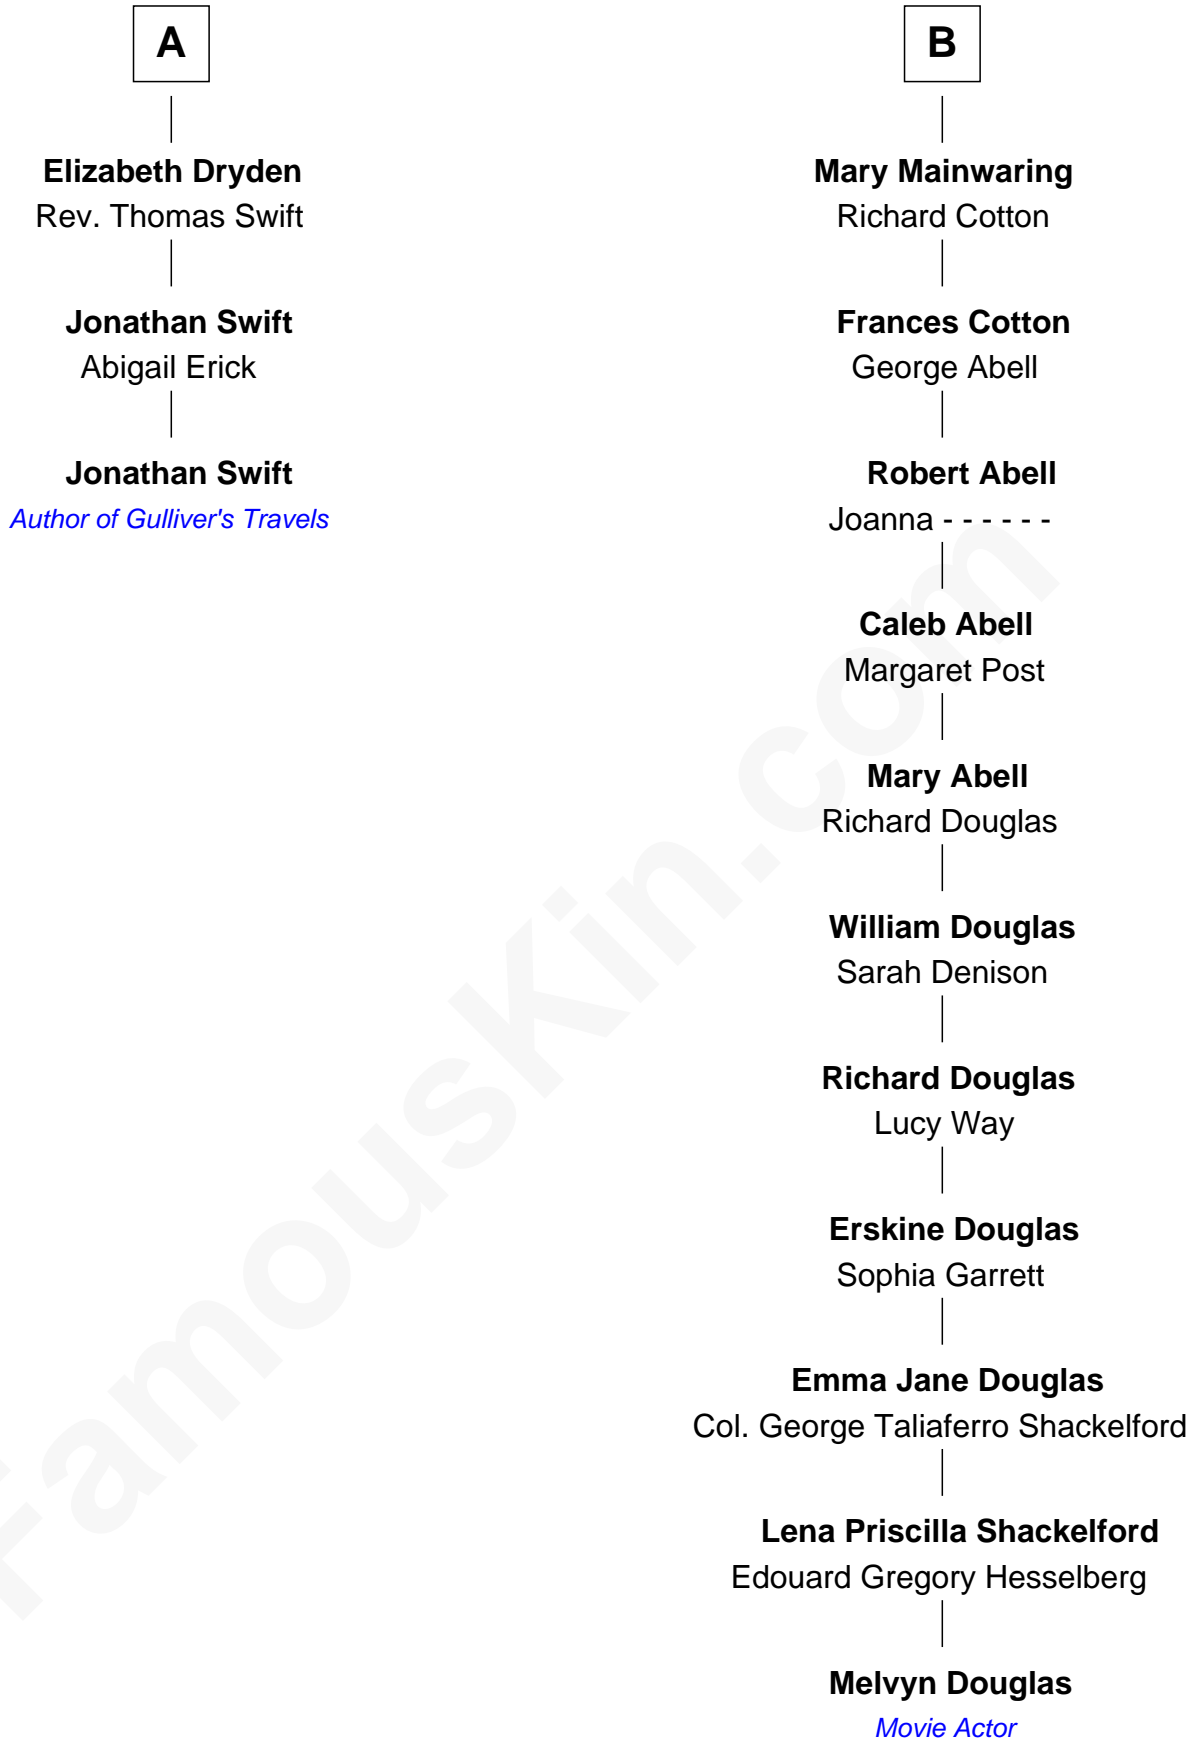 A
Elizabeth Dryden
Rev. Thomas Swift
Jonathan Swift
Abigail Erick
Jonathan Swift
Author of Gulliver's Travels
B
Mary Mainwaring
Richard Cotton
Frances Cotton
George Abell
Robert Abell
Joanna - - - - - -
Caleb Abell
Margaret Post
Mary Abell
Richard Douglas
William Douglas
Sarah Denison
Richard Douglas
Lucy Way
Erskine Douglas
Sophia Garrett
Emma Jane Douglas
Col. George Taliaferro Shackelford
Lena Priscilla Shackelford
Edouard Gregory Hesselberg
Melvyn Douglas
Movie Actor
FamousKin.com